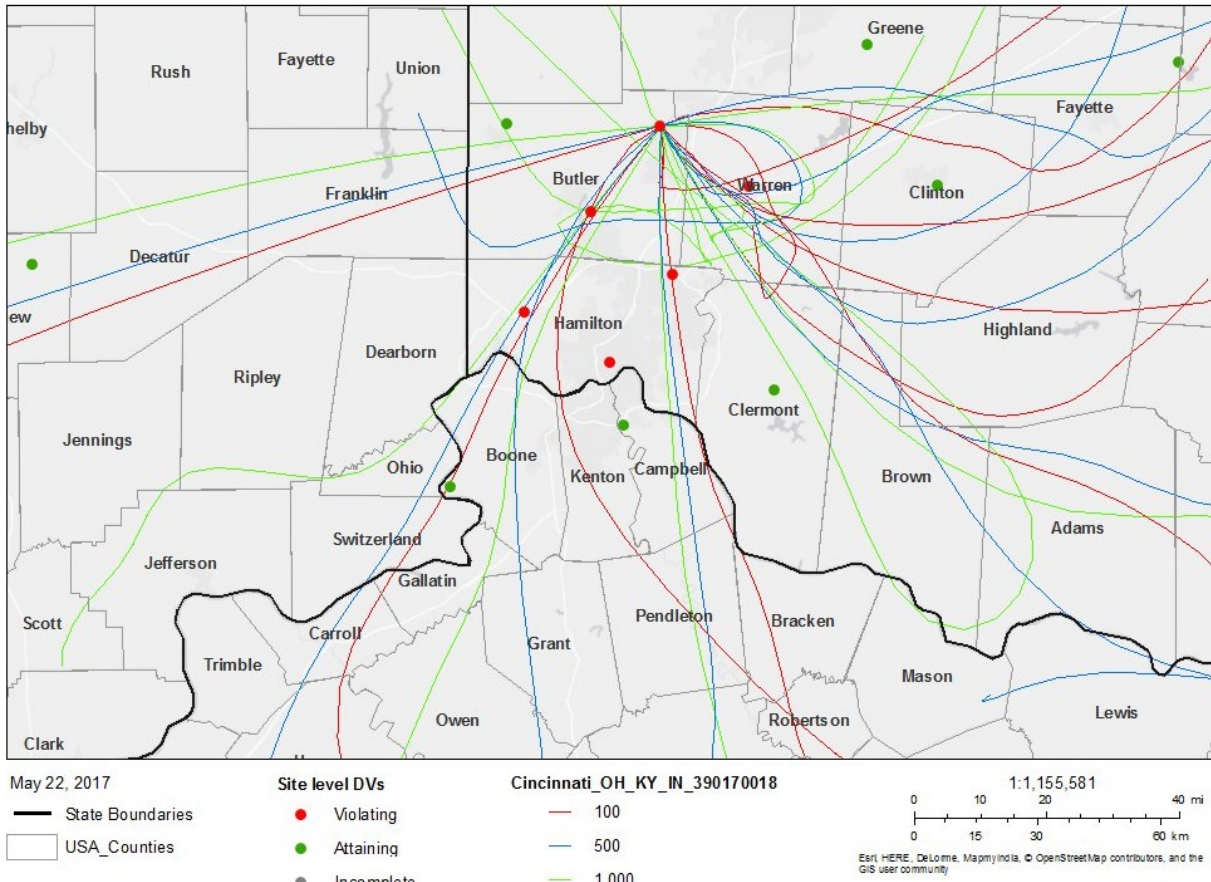 Greene
Fayette
Rush
Union
Fayette
helby
Butler
Warren
Clinton
Franklin
Decatur
ew
Hamilton
Highland
Dearborn
Ripley
Clermont
Jennings
Ohio
Boone
Kenton
Campbell
Brown
Adams
Switzerland
Jefferson
Gallatin
Scott
Carroll
Grant
Pendleton
Bracken
Trimble
Mason
Owen
Robertson
Lewis
Clark
May 22, 2017
State Boundaries
USA_Counties
Site level DVs
Violating
Attaining
Incomplete
Cincinnati_OH_KY_IN_390170018
100
500
1,000
1:1,155,581
0 10 20 40 mi
0 15 30 60 km
Esri, HERE, DeLorme, MapmyIndia, © OpenStreetMap contributors, and the
GIS user community